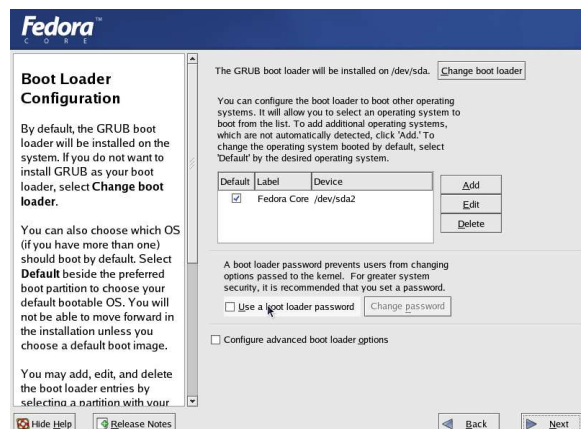 Fedora™
CORE
Boot Loader
Configuration
By default, the GRUB boot
loader will be installed on the
system. If you do not want to
install GRUB as your boot
loader, select Change boot
loader.
You can also choose which OS
(if you have more than one)
should boot by default. Select
Default beside the preferred
boot partition to choose your
default bootable OS. You will
not be able to move forward in
the installation unless you
choose a default boot image.
You may add, edit, and delete
the boot loader entries by
selecting a partition with your
The GRUB boot loader will be installed on /dev/sda. Change boot loader
You can configure the boot loader to boot other operating
systems. It will allow you to select an operating system to
boot from the list. To add additional operating systems,
which are not automatically detected, click 'Add.' To
change the operating system booted by default, select
'Default' by the desired operating system.
Default Label Device
Fedora Core /dev/sda2
Add
Edit
Delete
A boot loader password prevents users from changing
options passed to the kernel. For greater system
security, it is recommended that you set a password.
Use a boot loader password Change password
Configure advanced boot loader options
Hide Help Release Notes Back Next